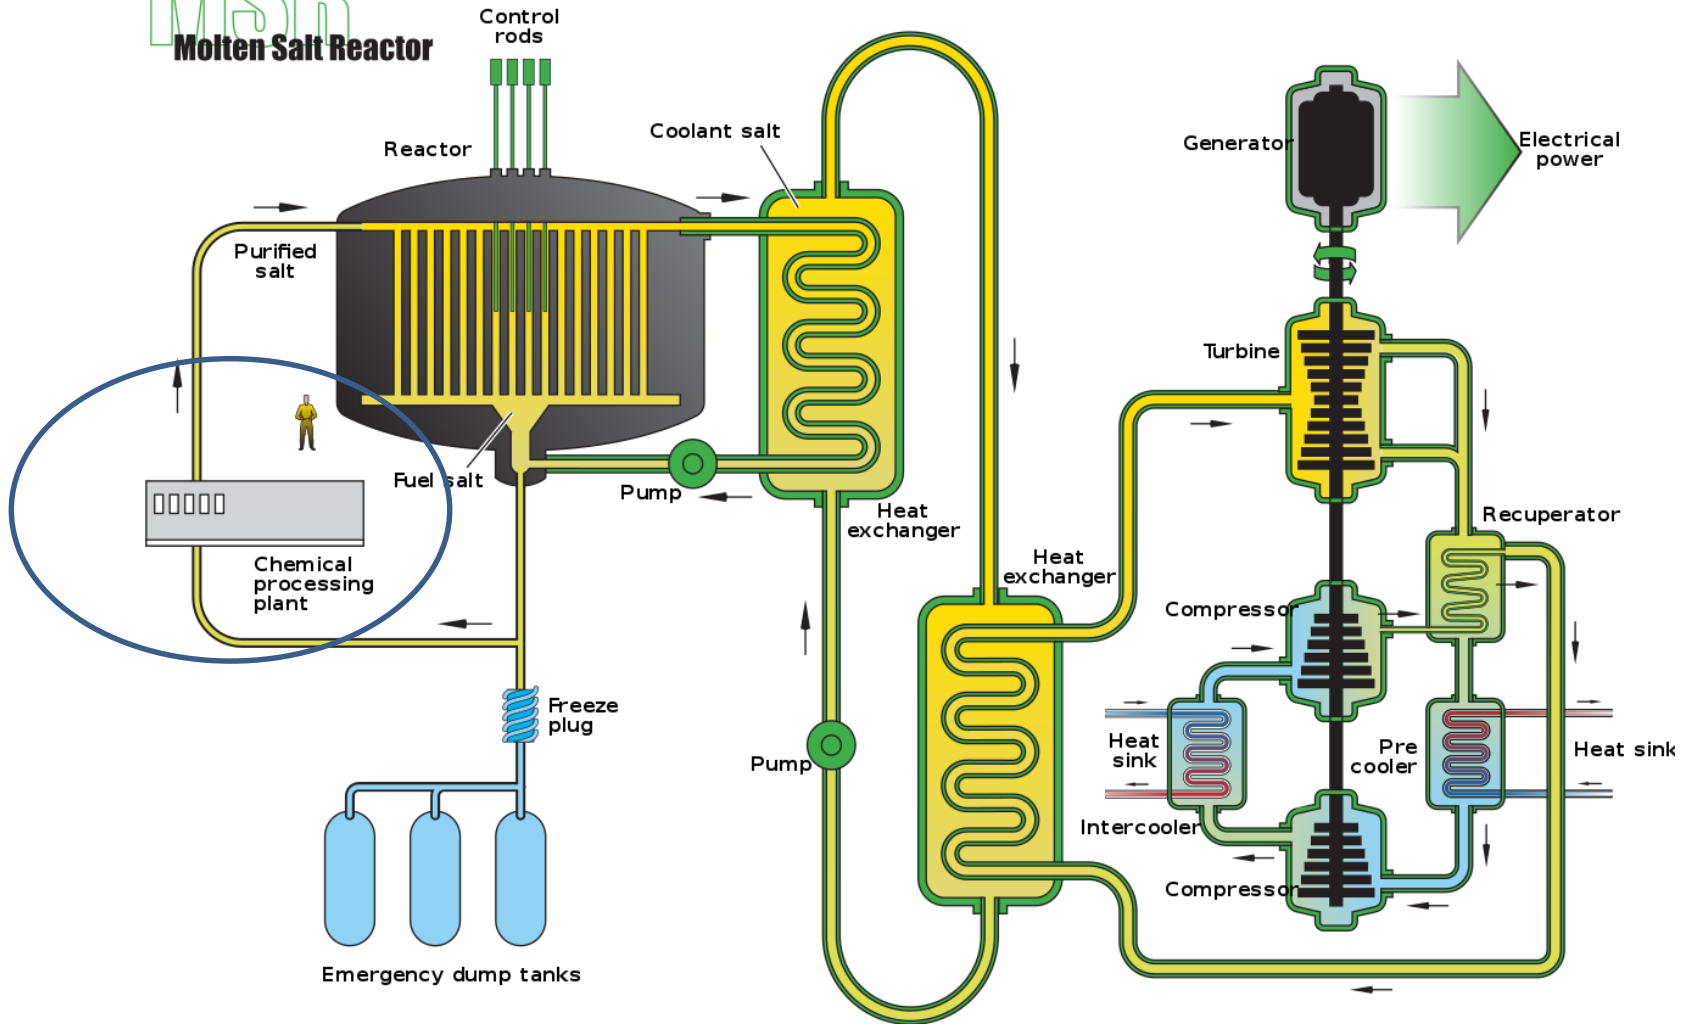 MSR
Molten Salt Reactor
Control
rods
Reactor
Coolant salt
Generator
Electrical
power
Purified
salt
Turbine
Fuel salt
Pump
Heat
exchanger
Recuperator
Chemical
processing
plant
Heat
exchanger
Compressor
Freeze
plug
Pump
Heat
sink
Pre
cooler
Heat sink
Intercooler
Compressor
Emergency dump tanks